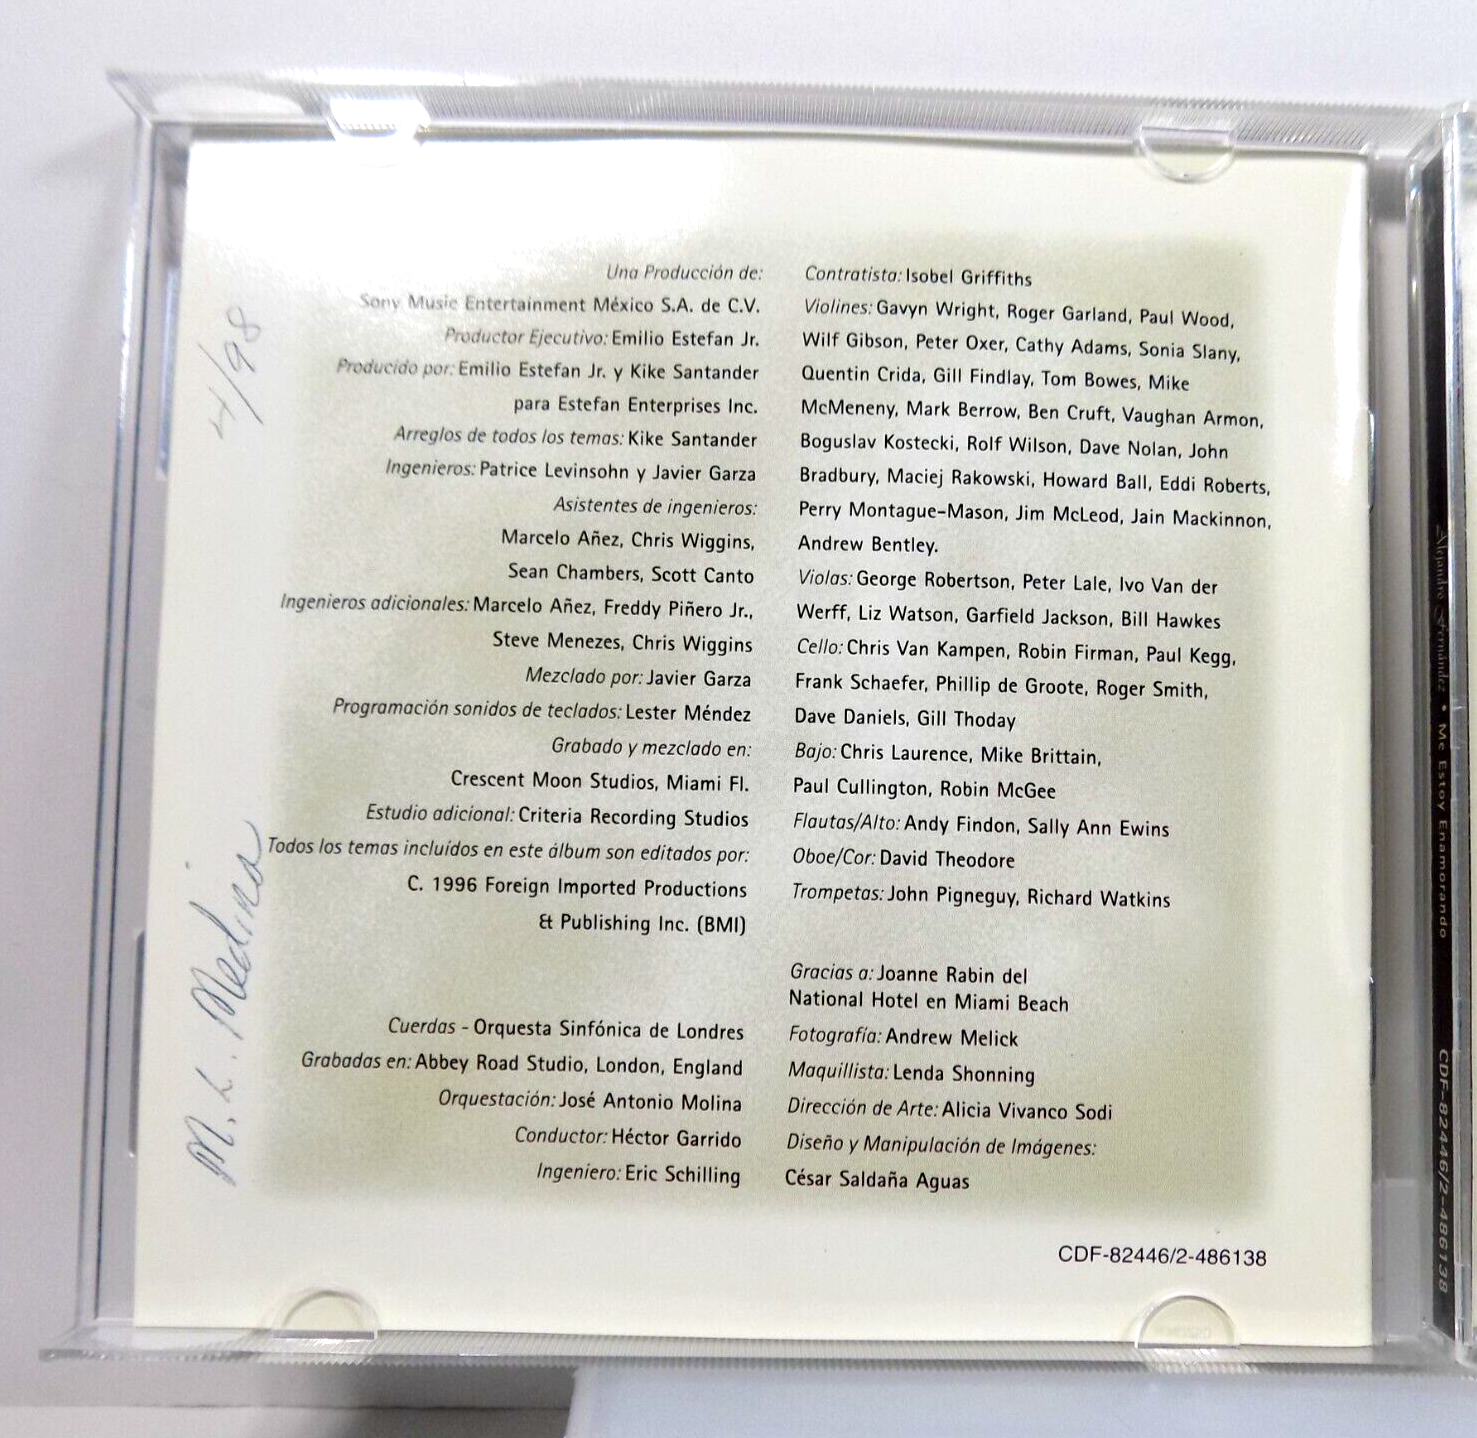 Una Producción de:
Sony Music Entertainment México S.A. de C.V.
Productor Ejecutivo: Emilio Estefan Jr.
Producido por: Emilio Estefan Jr. y Kike Santander
para Estefan Enterprises Inc.
Arreglos de todos los temas: Kike Santander
Ingenieros: Patrice Levinsohn y Javier Garza
Asistentes de ingenieros:
Marcelo Añez, Chris Wiggins,
Sean Chambers, Scott Canto
Ingenieros adicionales: Marcelo Añez, Freddy Piñero Jr.,
Steve Menezes, Chris Wiggins
Mezclado por: Javier Garza
Programación sonidos de teclados: Lester Méndez
Grabado y mezclado en:
Crescent Moon Studios, Miami Fl.
Estudio adicional: Criteria Recording Studios
Todos los temas incluídos en este álbum son editados por:
C. 1996 Foreign Imported Productions
& Publishing Inc. (BMI)
Cuerdas - Orquesta Sinfónica de Londres
Grabadas en: Abbey Road Studio, London, England
Orquestación: José Antonio Molina
Conductor: Héctor Garrido
Ingeniero: Eric Schilling
Contratista: Isobel Griffiths
Violines: Gavyn Wright, Roger Garland, Paul Wood,
Wilf Gibson, Peter Oxer, Cathy Adams, Sonia Slany,
Quentin Crida, Gill Findlay, Tom Bowes, Mike
McMeneny, Mark Berrow, Ben Cruft, Vaughan Armon,
Boguslav Kostecki, Rolf Wilson, Dave Nolan, John
Bradbury, Maciej Rakowski, Howard Ball, Eddi Roberts,
Perry Montague-Mason, Jim McLeod, Jain Mackinnon,
Andrew Bentley.
Violas: George Robertson, Peter Lale, Ivo Van der
Werff, Liz Watson, Garfield Jackson, Bill Hawkes
Cello: Chris Van Kampen, Robin Firman, Paul Kegg,
Frank Schaefer, Phillip de Groote, Roger Smith,
Dave Daniels, Gill Thoday
Bajo: Chris Laurence, Mike Brittain,
Paul Cullington, Robin McGee
Flautas/Alto: Andy Findon, Sally Ann Ewins
Oboe/Cor: David Theodore
Trompetas: John Pigneguy, Richard Watkins
Gracias a: Joanne Rabin del
National Hotel en Miami Beach
Fotografía: Andrew Melick
Maquillista: Lenda Shonning
Dirección de Arte: Alicia Vivanco Sodi
Diseño y Manipulación de Imágenes:
César Saldaña Aguas
CDF-82446/2-486138
M. L. Medina 4/98
Alejandro Fernández • Me Estoy Enamorando CDF-82446/2-486138